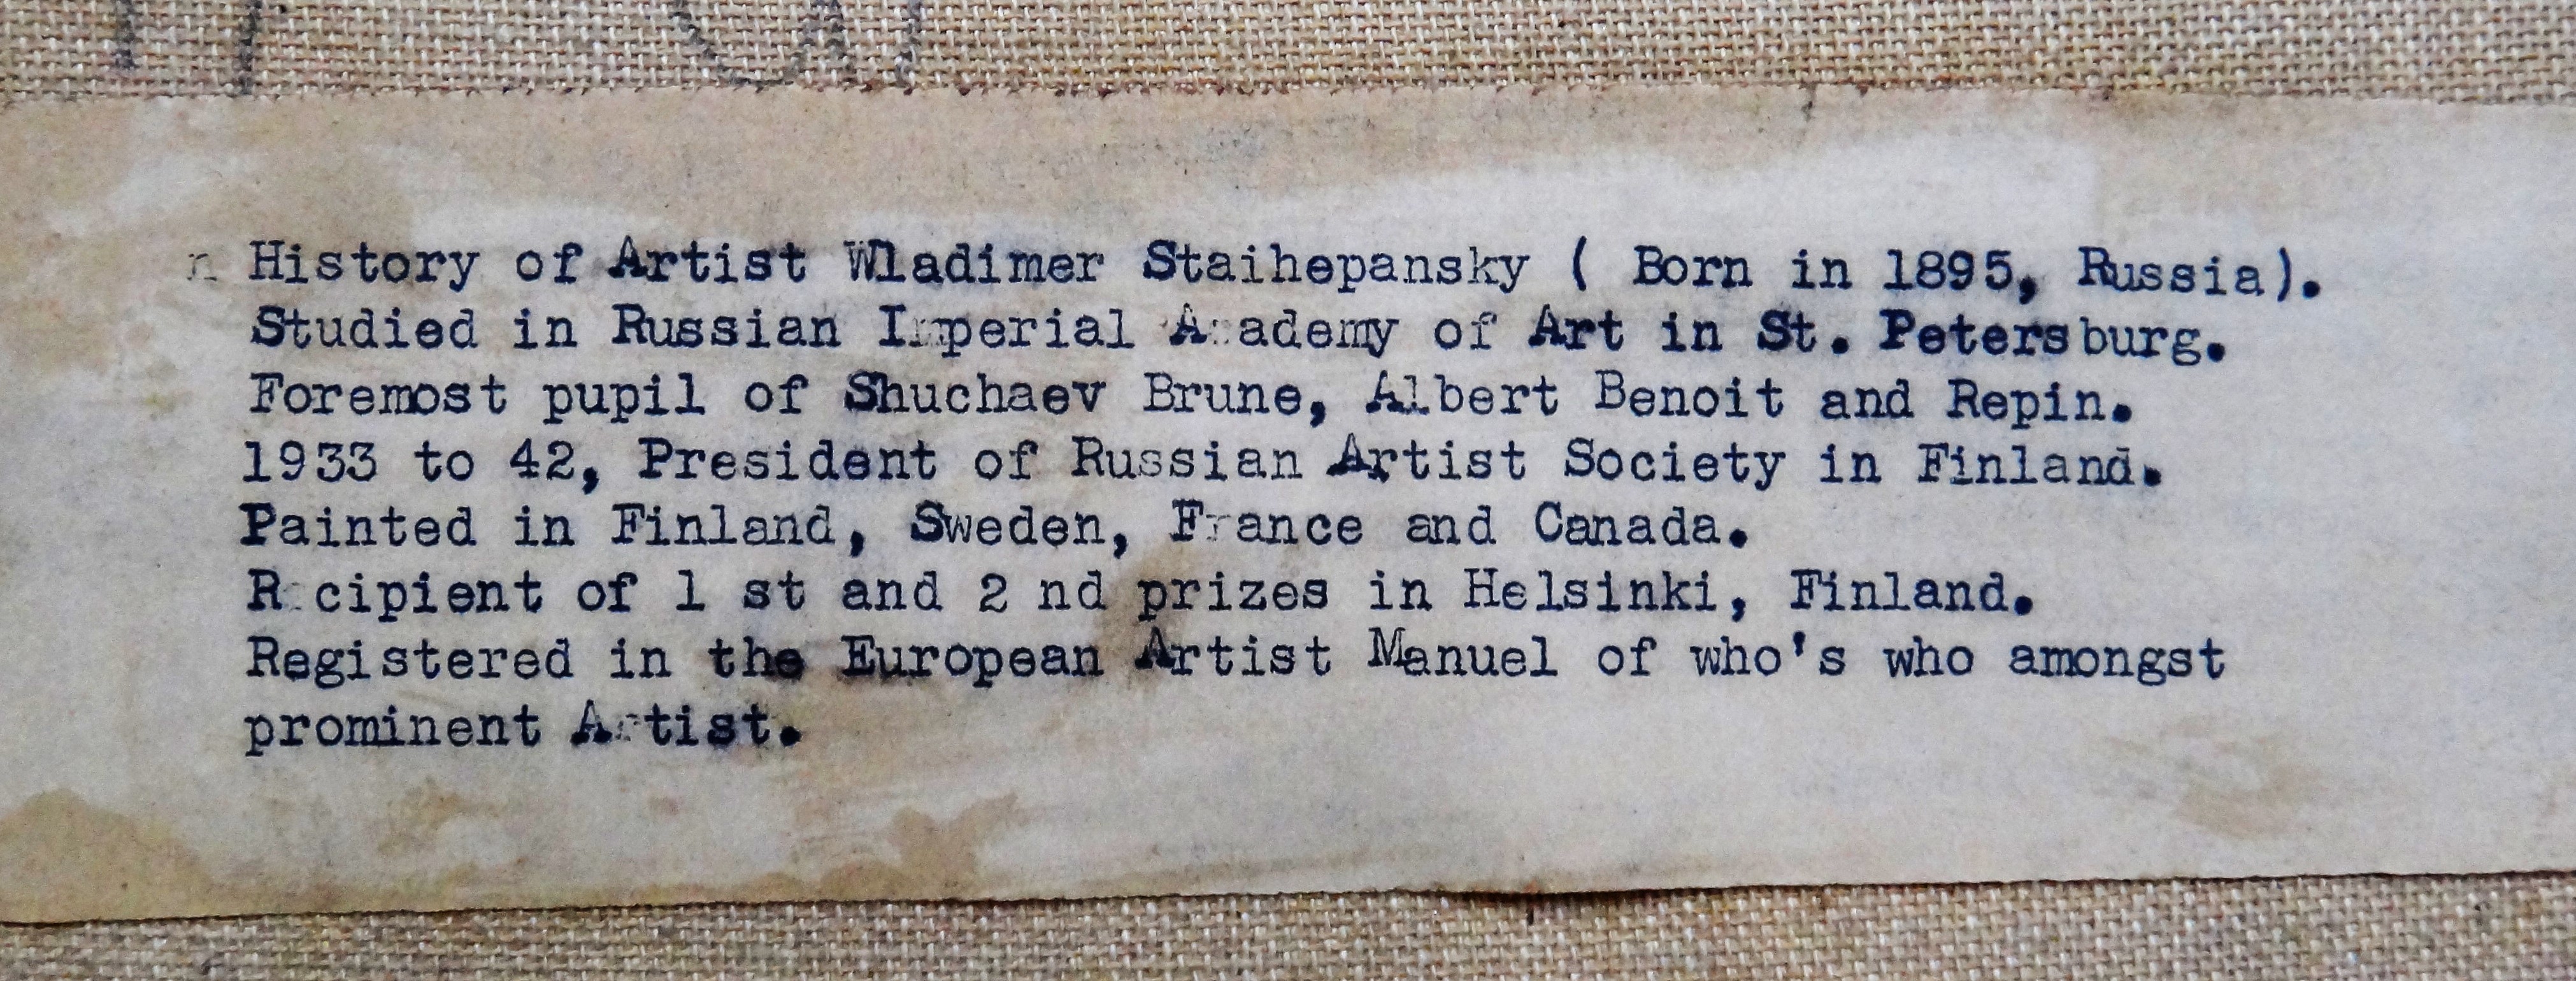 n History of Artist Wladimer Staihepansky ( Born in 1895, Russia).
Studied in Russian Imperial Academy of Art in St. Petersburg.
Foremost pupil of Shuchaev Brune, Albert Benoit and Repin.
1933 to 42, President of Russian Artist Society in Finland.
Painted in Finland, Sweden, France and Canada.
Recipient of 1 st and 2 nd prizes in Helsinki, Finland.
Registered in the European Artist Manuel of who's who amongst
prominent Artist.